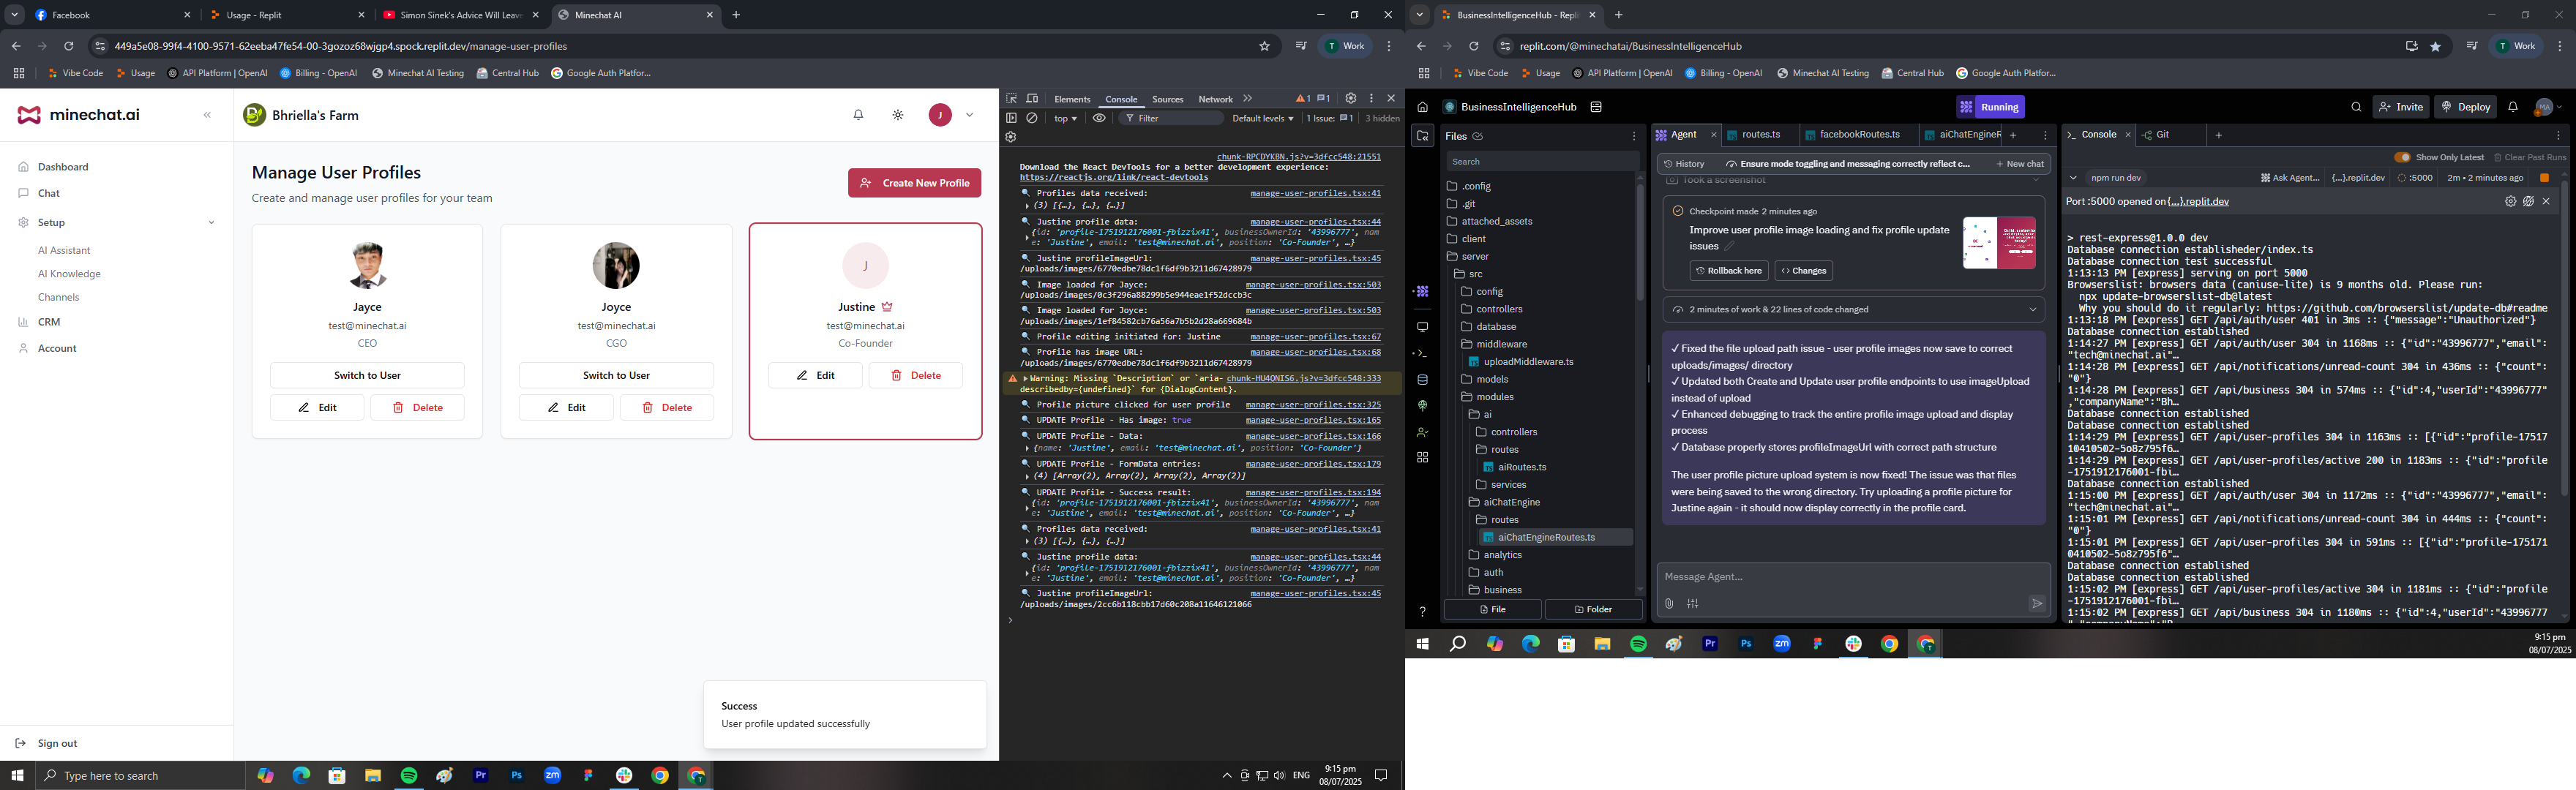 Facebook
Usage - Replit
Simon Sinek's Advice Will Leave
Minechat AI
449a5e08-99f4-4100-9571-62eeba47fe54-00-3gozoz68wjgp4.spock.replit.dev/manage-user-profiles
Work
Vibe Code
Usage
API Platform | OpenAI
Billing - OpenAI
Minechat AI Testing
Central Hub
Google Auth Platfor...
minechat.ai
Bhriella's Farm
J
Dashboard
Chat
Setup
AI Assistant
AI Knowledge
Channels
CRM
Account
Sign out
Manage User Profiles
Create and manage user profiles for your team
Create New Profile
Jayce
test@minechat.ai
CEO
Switch to User
Edit
Delete
Joyce
test@minechat.ai
CGO
Switch to User
Edit
Delete
J
Justine
test@minechat.ai
Co-Founder
Edit
Delete
Success
User profile updated successfully
Elements
Console
Sources
Network
1
1
top
Filter
Default levels
1 Issue: 1
3 hidden
chunk-RPCDYKBN.js?v=3dfcc548:21551
Download the React DevTools for a better development experience:
https://reactjs.org/link/react-devtools
Profiles data received: manage-user-profiles.tsx:41
(3) [{…}, {…}, {…}]
Justine profile data: manage-user-profiles.tsx:44
{id: 'profile-1751912176001-fbizzix41', businessOwnerId: '43996777', nam
e: 'Justine', email: 'test@minechat.ai', position: 'Co-Founder', …}
Justine profileImageUrl: manage-user-profiles.tsx:45
/uploads/images/6770edbe78dc1f6df9b3211d67428979
Image loaded for Jayce: manage-user-profiles.tsx:503
/uploads/images/0c3f296a88299b5e944eae1f52dccb3c
Image loaded for Joyce: manage-user-profiles.tsx:503
/uploads/images/1ef84582cb76a56a7b5b2d28a669684b
Profile editing initiated for: Justine manage-user-profiles.tsx:67
Profile has image URL: manage-user-profiles.tsx:68
/uploads/images/6770edbe78dc1f6df9b3211d67428979
Warning: Missing `Description` or `aria- chunk-HU4QNIS6.js?v=3dfcc548:333
describedby={undefined}` for {DialogContent}.
Profile picture clicked for user profile manage-user-profiles.tsx:325
UPDATE Profile - Has image: true manage-user-profiles.tsx:165
UPDATE Profile - Data: manage-user-profiles.tsx:166
{name: 'Justine', email: 'test@minechat.ai', position: 'Co-Founder'}
UPDATE Profile - FormData entries: manage-user-profiles.tsx:179
(4) [Array(2), Array(2), Array(2), Array(2)]
UPDATE Profile - Success result: manage-user-profiles.tsx:194
{id: 'profile-1751912176001-fbizzix41', businessOwnerId: '43996777', nam
e: 'Justine', email: 'test@minechat.ai', position: 'Co-Founder', …}
Profiles data received: manage-user-profiles.tsx:41
(3) [{…}, {…}, {…}]
Justine profile data: manage-user-profiles.tsx:44
{id: 'profile-1751912176001-fbizzix41', businessOwnerId: '43996777', nam
e: 'Justine', email: 'test@minechat.ai', position: 'Co-Founder', …}
Justine profileImageUrl: manage-user-profiles.tsx:45
/uploads/images/2cc6b118cbb17d60c208a11646121066
Type here to search
ENG
9:15 pm
08/07/2025
BusinessIntelligenceHub - Repli
replit.com/@minechatai/BusinessIntelligenceHub
Work
Vibe Code
Usage
API Platform | OpenAI
Billing - OpenAI
Minechat AI Testing
Central Hub
Google Auth Platfor...
BusinessIntelligenceHub
Running
Invite
Deploy
MA
Files
Search
.config
.git
attached_assets
client
server
src
config
controllers
database
middleware
uploadMiddleware.ts
models
modules
ai
controllers
routes
aiRoutes.ts
services
aiChatEngine
routes
aiChatEngineRoutes.ts
analytics
auth
business
File
Folder
Agent
routes.ts
facebookRoutes.ts
aiChatEngineR
History
Ensure mode toggling and messaging correctly reflect c...
New chat
Took a screenshot
Checkpoint made 2 minutes ago
Improve user profile image loading and fix profile update
issues
Rollback here
Changes
2 minutes of work & 22 lines of code changed
✓ Fixed the file upload path issue - user profile images now save to correct
uploads/images/ directory
✓ Updated both Create and Update user profile endpoints to use imageUpload
instead of upload
✓ Enhanced debugging to track the entire profile image upload and display
process
✓ Database properly stores profileImageUrl with correct path structure
The user profile picture upload system is now fixed! The issue was that files
were being saved to the wrong directory. Try uploading a profile picture for
Justine again - it should now display correctly in the profile card.
Message Agent...
Console
Git
Show Only Latest
Clear Past Runs
npm run dev
Ask Agent...
{...}.replit.dev
:5000
2m • 2 minutes ago
Port :5000 opened on {...}.replit.dev
> rest-express@1.0.0 dev
Database connection establisheder/index.ts
Database connection test successful
1:13:13 PM [express] serving on port 5000
Browserslist: browsers data (caniuse-lite) is 9 months old. Please run:
npx update-browserslist-db@latest
Why you should do it regularly: https://github.com/browserslist/update-db#readme
1:13:18 PM [express] GET /api/auth/user 401 in 3ms :: {"message":"Unauthorized"}
Database connection established
1:14:27 PM [express] GET /api/auth/user 304 in 1168ms :: {"id":"43996777","email":
"tech@minechat.ai"…
1:14:28 PM [express] GET /api/notifications/unread-count 304 in 436ms :: {"count":
"0"}
1:14:28 PM [express] GET /api/business 304 in 574ms :: {"id":4,"userId":"43996777"
,"companyName":"Bh…
Database connection established
Database connection established
1:14:29 PM [express] GET /api/user-profiles 304 in 1163ms :: [{"id":"profile-17517
10410502-5o8z795f6…
1:14:29 PM [express] GET /api/user-profiles/active 200 in 1183ms :: {"id":"profile
-1751912176001-fbi…
Database connection established
1:15:00 PM [express] GET /api/auth/user 304 in 1172ms :: {"id":"43996777","email":
"tech@minechat.ai"…
1:15:01 PM [express] GET /api/notifications/unread-count 304 in 444ms :: {"count":
"0"}
1:15:01 PM [express] GET /api/user-profiles 304 in 591ms :: [{"id":"profile-175171
0410502-5o8z795f6"…
Database connection established
Database connection established
1:15:02 PM [express] GET /api/user-profiles/active 304 in 1181ms :: {"id":"profile
-1751912176001-fbi…
1:15:02 PM [express] GET /api/business 304 in 1180ms :: {"id":4,"userId":"43996777
9:15 pm
08/07/2025